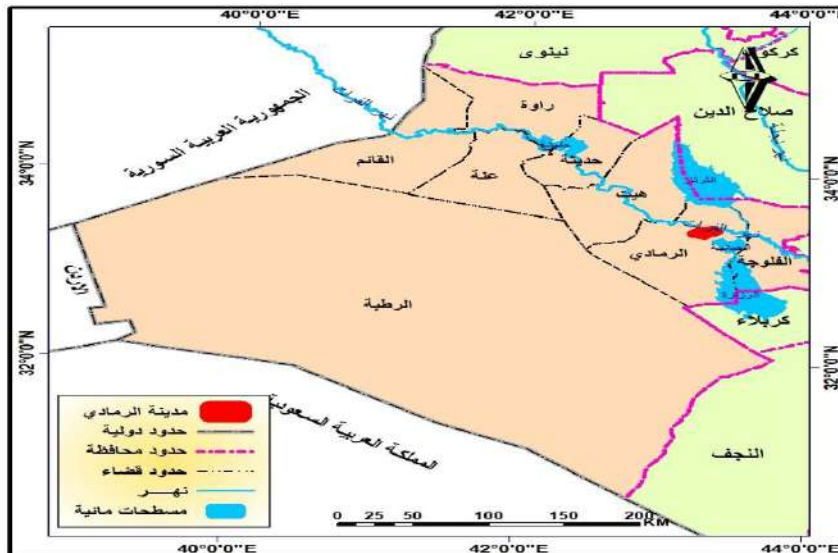 40°0'0"E
42°0'0"E
44°0'0"E
نينوى
كركوك
راوة
صلاح الدين
الجمهورية العربية السورية
نهر الفرات
القائم
عنة
حديثة
هيت
34°0'0"N
34°0'0"N
الرمادي
الفلوجة
الاردن
الرطبة
كربلاء
32°0'0"N
32°0'0"N
المملكة العربية السعودية
النجف
مدينة الرمادي
حدود دولية
حدود محافظة
حدود قضاء
نهـــر
مسطحات مائية
0 25 50 100 150 200
KM
40°0'0"E
42°0'0"E
44°0'0"E